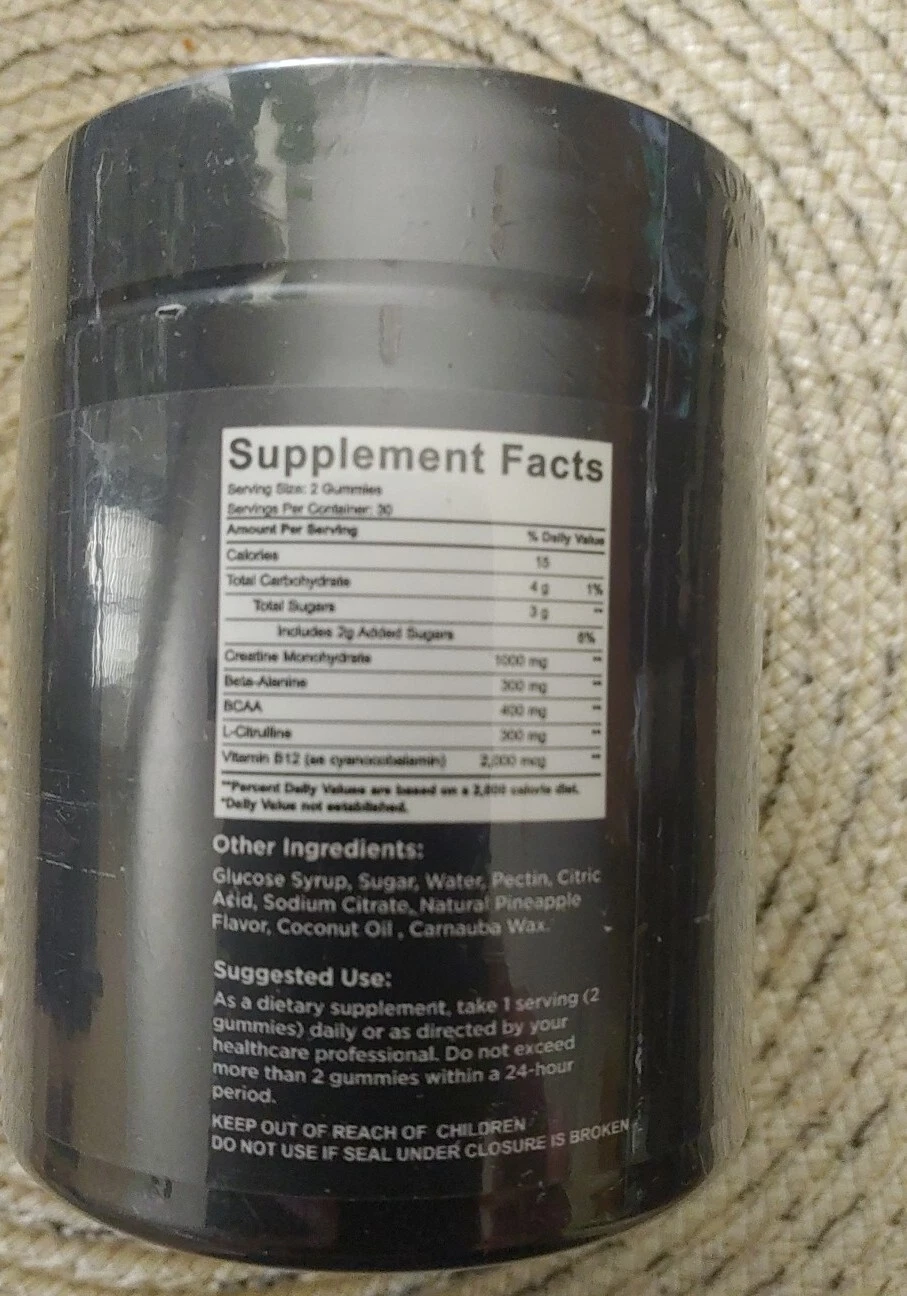 Supplement Facts
Serving Size: 2 Gummies
Servings Per Container: 30
Amount Per Serving % Daily Value
Calories 15
Total Carbohydrate 4 g 1%
Total Sugars 3 g **
Includes 2g Added Sugars 6%
Creatine Monohydrate 1000 mg **
Beta-Alanine 300 mg **
BCAA 400 mg **
L-Citrulline 300 mg **
Vitamin B12 (as cyanocobalamin) 2,000 mcg **
**Percent Daily Values are based on a 2,000 calorie diet.
*Daily Value not established.
Other Ingredients:
Glucose Syrup, Sugar, Water, Pectin, Citric
Acid, Sodium Citrate, Natural Pineapple
Flavor, Coconut Oil , Carnauba Wax.
Suggested Use:
As a dietary supplement, take 1 serving (2
gummies) daily or as directed by your
healthcare professional. Do not exceed
more than 2 gummies within a 24-hour
period.
KEEP OUT OF REACH OF CHILDREN
DO NOT USE IF SEAL UNDER CLOSURE IS BROKEN